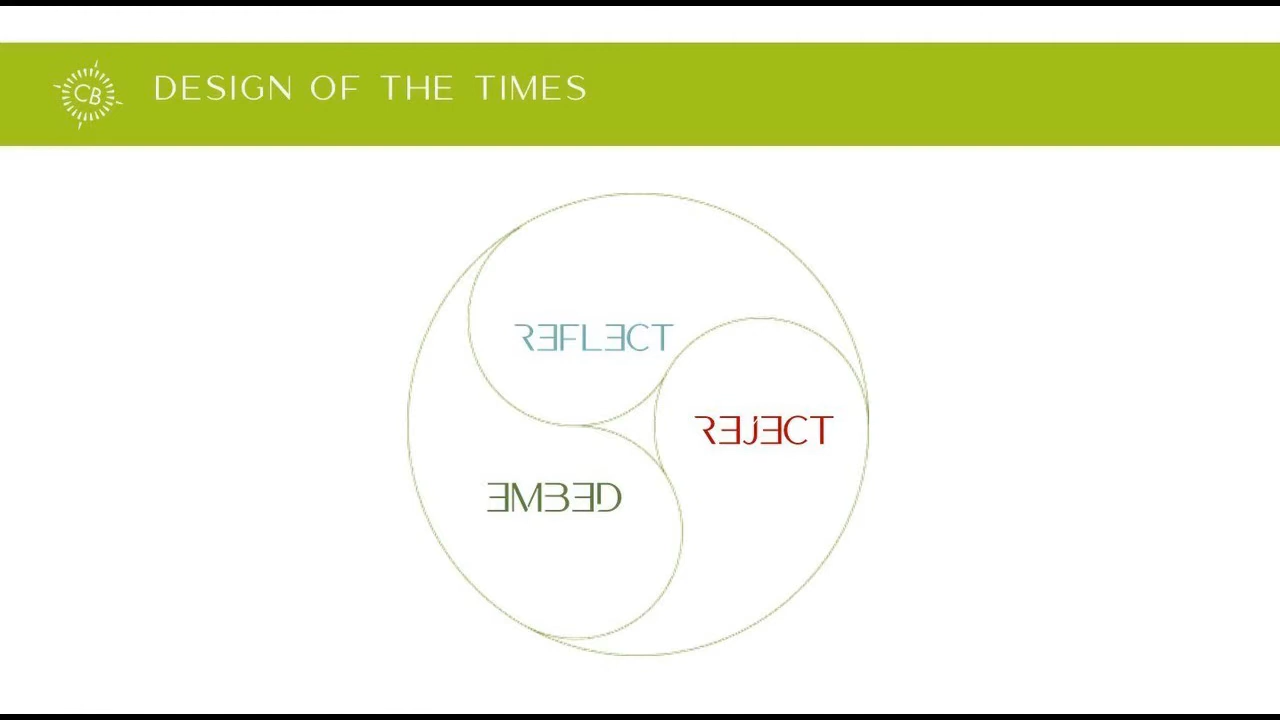 CB
DESIGN OF THE TIMES
REFLECT
REJECT
EMBED